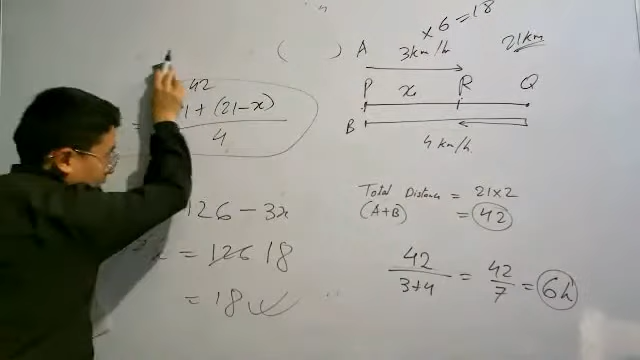 42
1 + (21-x)
4
126 - 3x
x = 126 18
= 18
( ) A
× 6 = 18
3km/h
21km
P x R Q
B
4 km/h.
Total Distance = 21×2
(A+B) = 42
42 / 3+4 = 42 / 7 = 6h